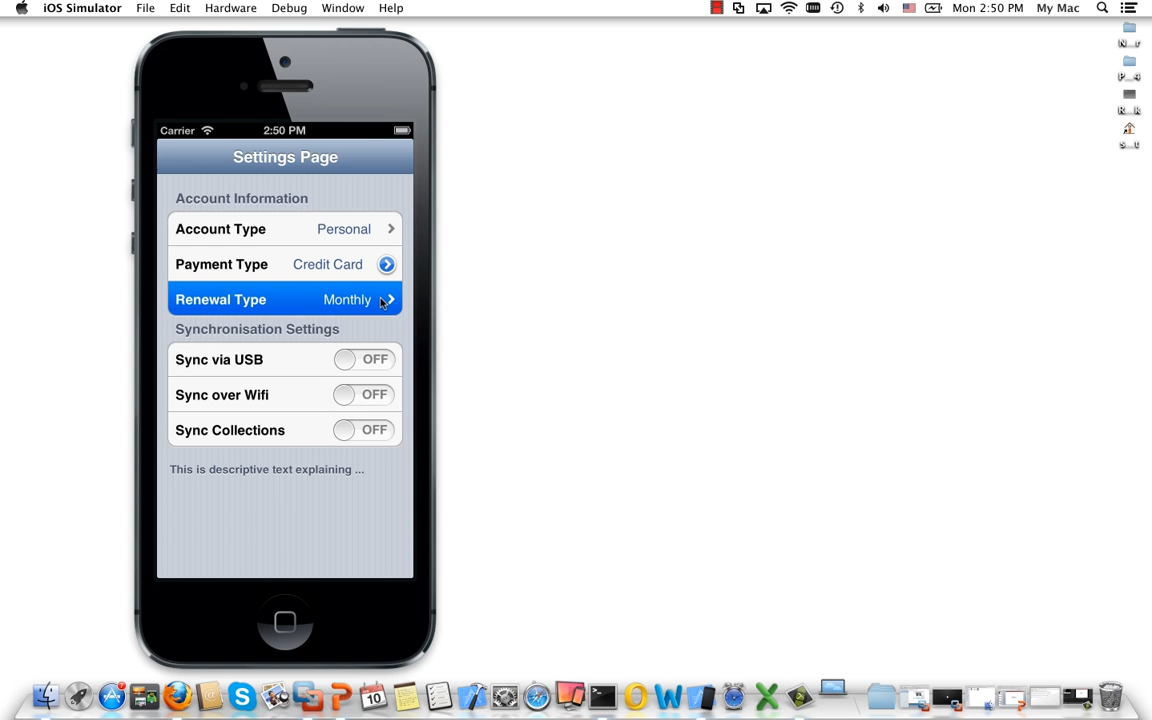 iOS Simulator File Edit Hardware Debug Window Help Mon 2:50 PM My Mac
N...r
P...4
R...k
s...t
Carrier 2:50 PM
Settings Page
Account Information
Account Type Personal
Payment Type Credit Card
Renewal Type Monthly
Synchronisation Settings
Sync via USB OFF
Sync over Wifi OFF
Sync Collections OFF
This is descriptive text explaining ...
10